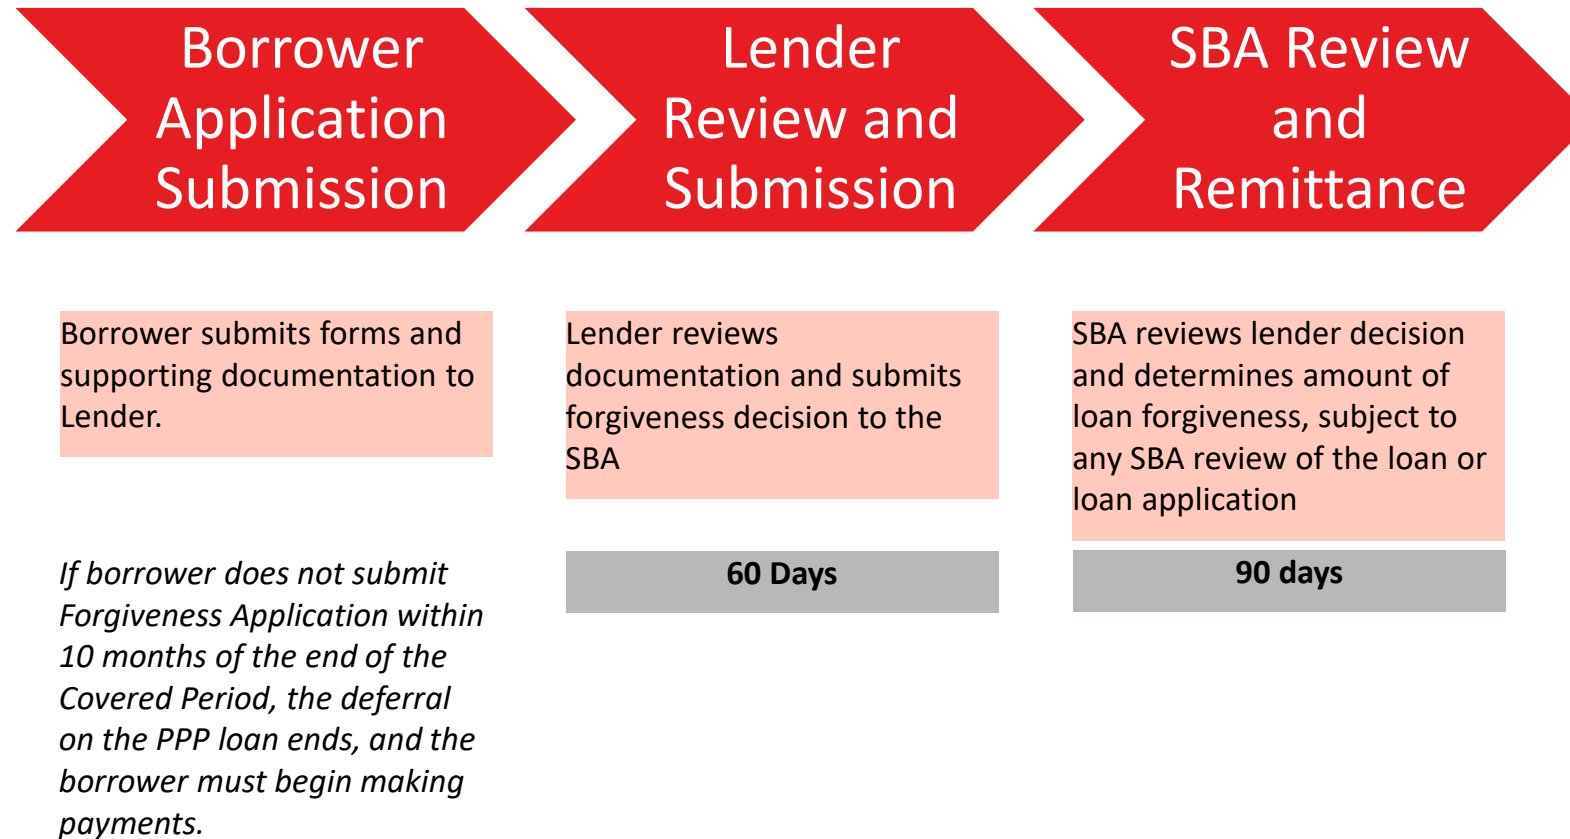 Borrower
Application
Submission
Lender
Review and
Submission
SBA Review
and
Remittance
Borrower submits forms and
supporting documentation to
Lender.
Lender reviews
documentation and submits
forgiveness decision to the
SBA
SBA reviews lender decision
and determines amount of
loan forgiveness, subject to
any SBA review of the loan or
loan application
If borrower does not submit
Forgiveness Application within
10 months of the end of the
Covered Period, the deferral
on the PPP loan ends, and the
borrower must begin making
payments.
60 Days
90 days